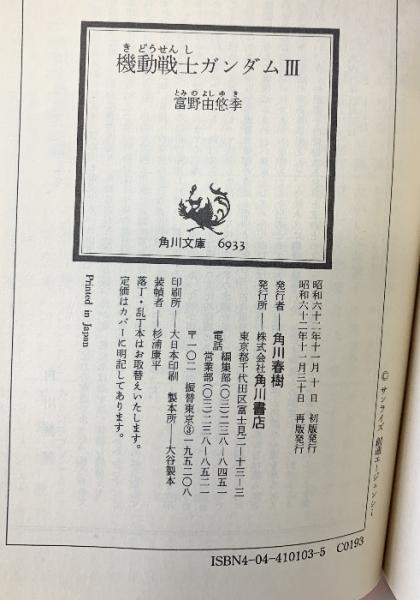 き どうせん し
機動戦士ガンダムⅢ
とみ の よし ゆ き
富野由悠季
角川文庫 6933
昭和六十二年十一月 十 日 初版発行
昭和六十二年十一月三十日 再版発行
発行者――角川春樹
発行所――株式会社角川書店
東京都千代田区富士見二―十三―三
電話 編集部(〇三)二三八―八四五一
営業部(〇三)二三八―八五二一
〒一〇二 振替東京③一九五二〇八
印刷所――大日本印刷 製本所――大谷製本
装幀者――杉浦康平
落丁・乱丁本はお取替えいたします。
定価はカバーに明記してあります。
Printed in Japan
© サンライズ 創通エージェンシー
ISBN4-04-410103-5 C0193